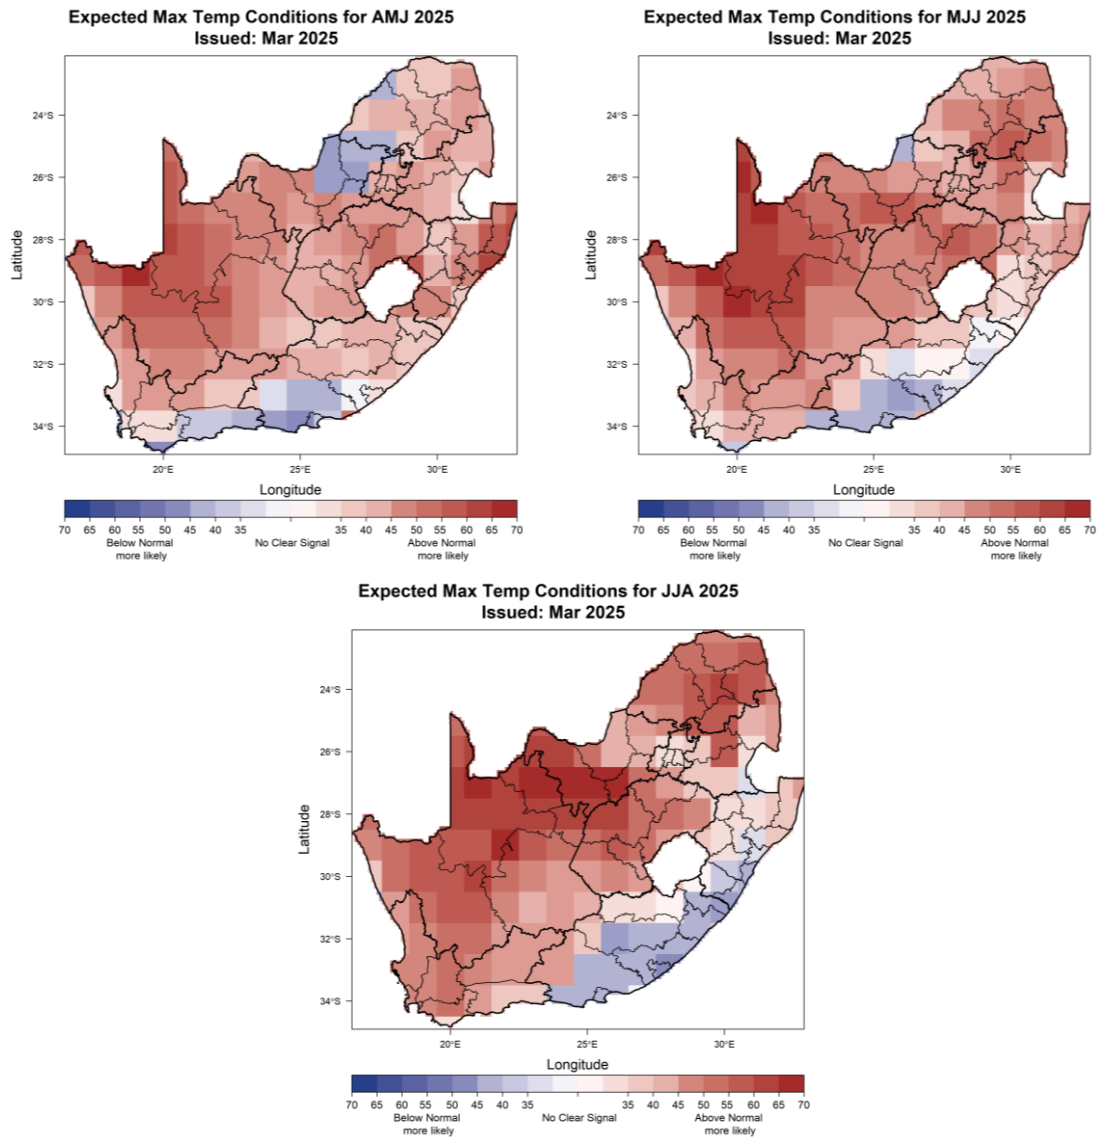 Expected Max Temp Conditions for AMJ 2025
Issued: Mar 2025
Latitude
24°S
26°S
28°S
30°S
32°S
34°S
20°E 25°E 30°E
Longitude
70 65 60 55 50 45 40 35 35 40 45 50 55 60 65 70
Below Normal No Clear Signal Above Normal
more likely more likely
Expected Max Temp Conditions for MJJ 2025
Issued: Mar 2025
Latitude
24°S
26°S
28°S
30°S
32°S
34°S
20°E 25°E 30°E
Longitude
70 65 60 55 50 45 40 35 35 40 45 50 55 60 65 70
Below Normal No Clear Signal Above Normal
more likely more likely
Expected Max Temp Conditions for JJA 2025
Issued: Mar 2025
Latitude
24°S
26°S
28°S
30°S
32°S
34°S
20°E 25°E 30°E
Longitude
70 65 60 55 50 45 40 35 35 40 45 50 55 60 65 70
Below Normal No Clear Signal Above Normal
more likely more likely